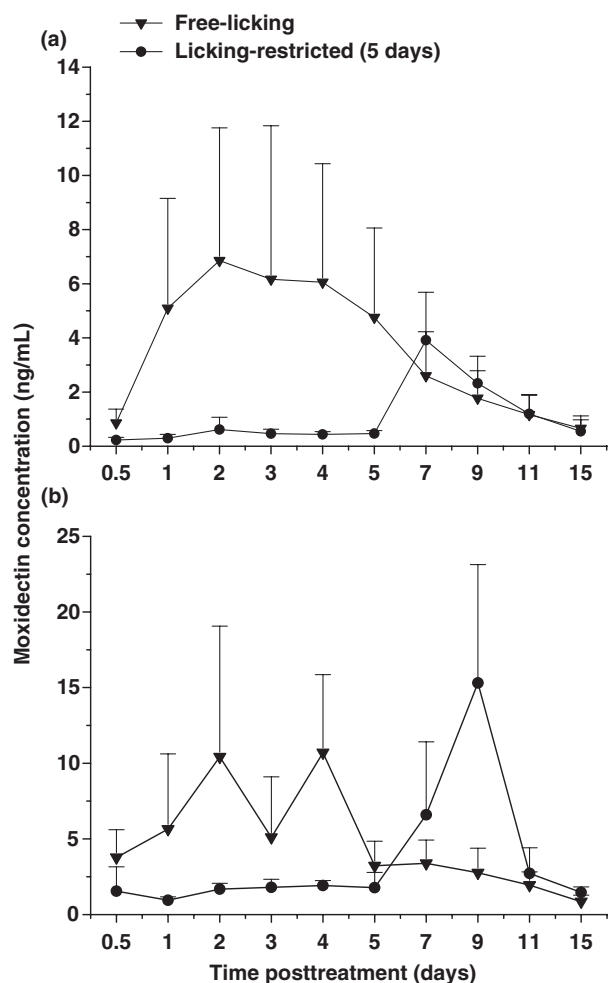 Free-licking
Licking-restricted (5 days)
(a)
14
12
10
8
6
4
2
0
0.5 1 2 3 4 5 7 9 11 15
(b)
25
20
15
10
5
0
0.5 1 2 3 4 5 7 9 11 15
Moxidectin concentration (ng/mL)
Time posttreatment (days)